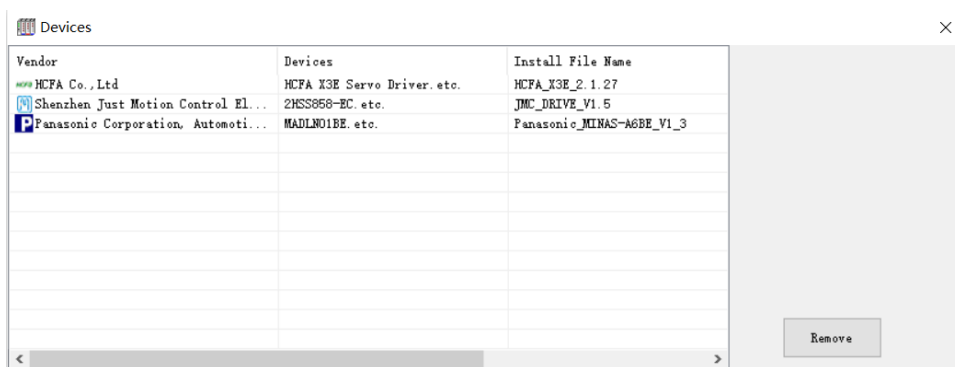 Devices
Vendor Devices Install File Name
HCFA HCFA Co.,Ltd HCFA X3E Servo Driver.etc. HCFA_X3E_2.1.27
Shenzhen Just Motion Control El... 2HSS858-EC.etc. JMC_DRIVE_V1.5
P Panasonic Corporation, Automoti... MADLN01BE.etc. Panasonic_MINAS-A6BE_V1_3
Remove